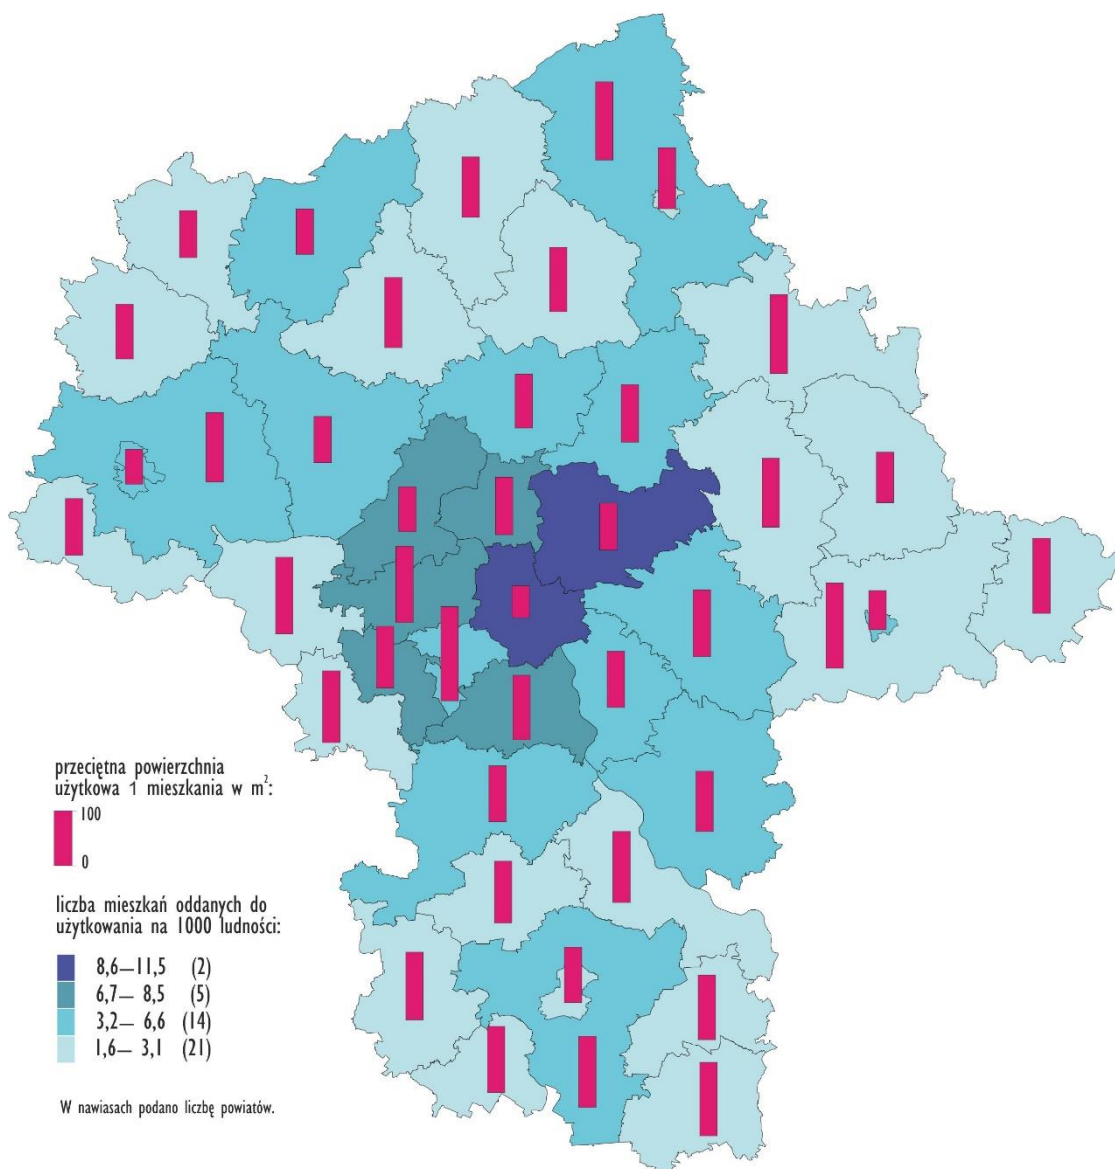 przeciętna powierzchnia
użytkowa 1 mieszkania w m²:
100
0
liczba mieszkań oddanych do
użytkowania na 1000 ludności:
8,6—11,5 (2)
6,7— 8,5 (5)
3,2— 6,6 (14)
1,6— 3,1 (21)
W nawiasach podano liczbę powiatów.